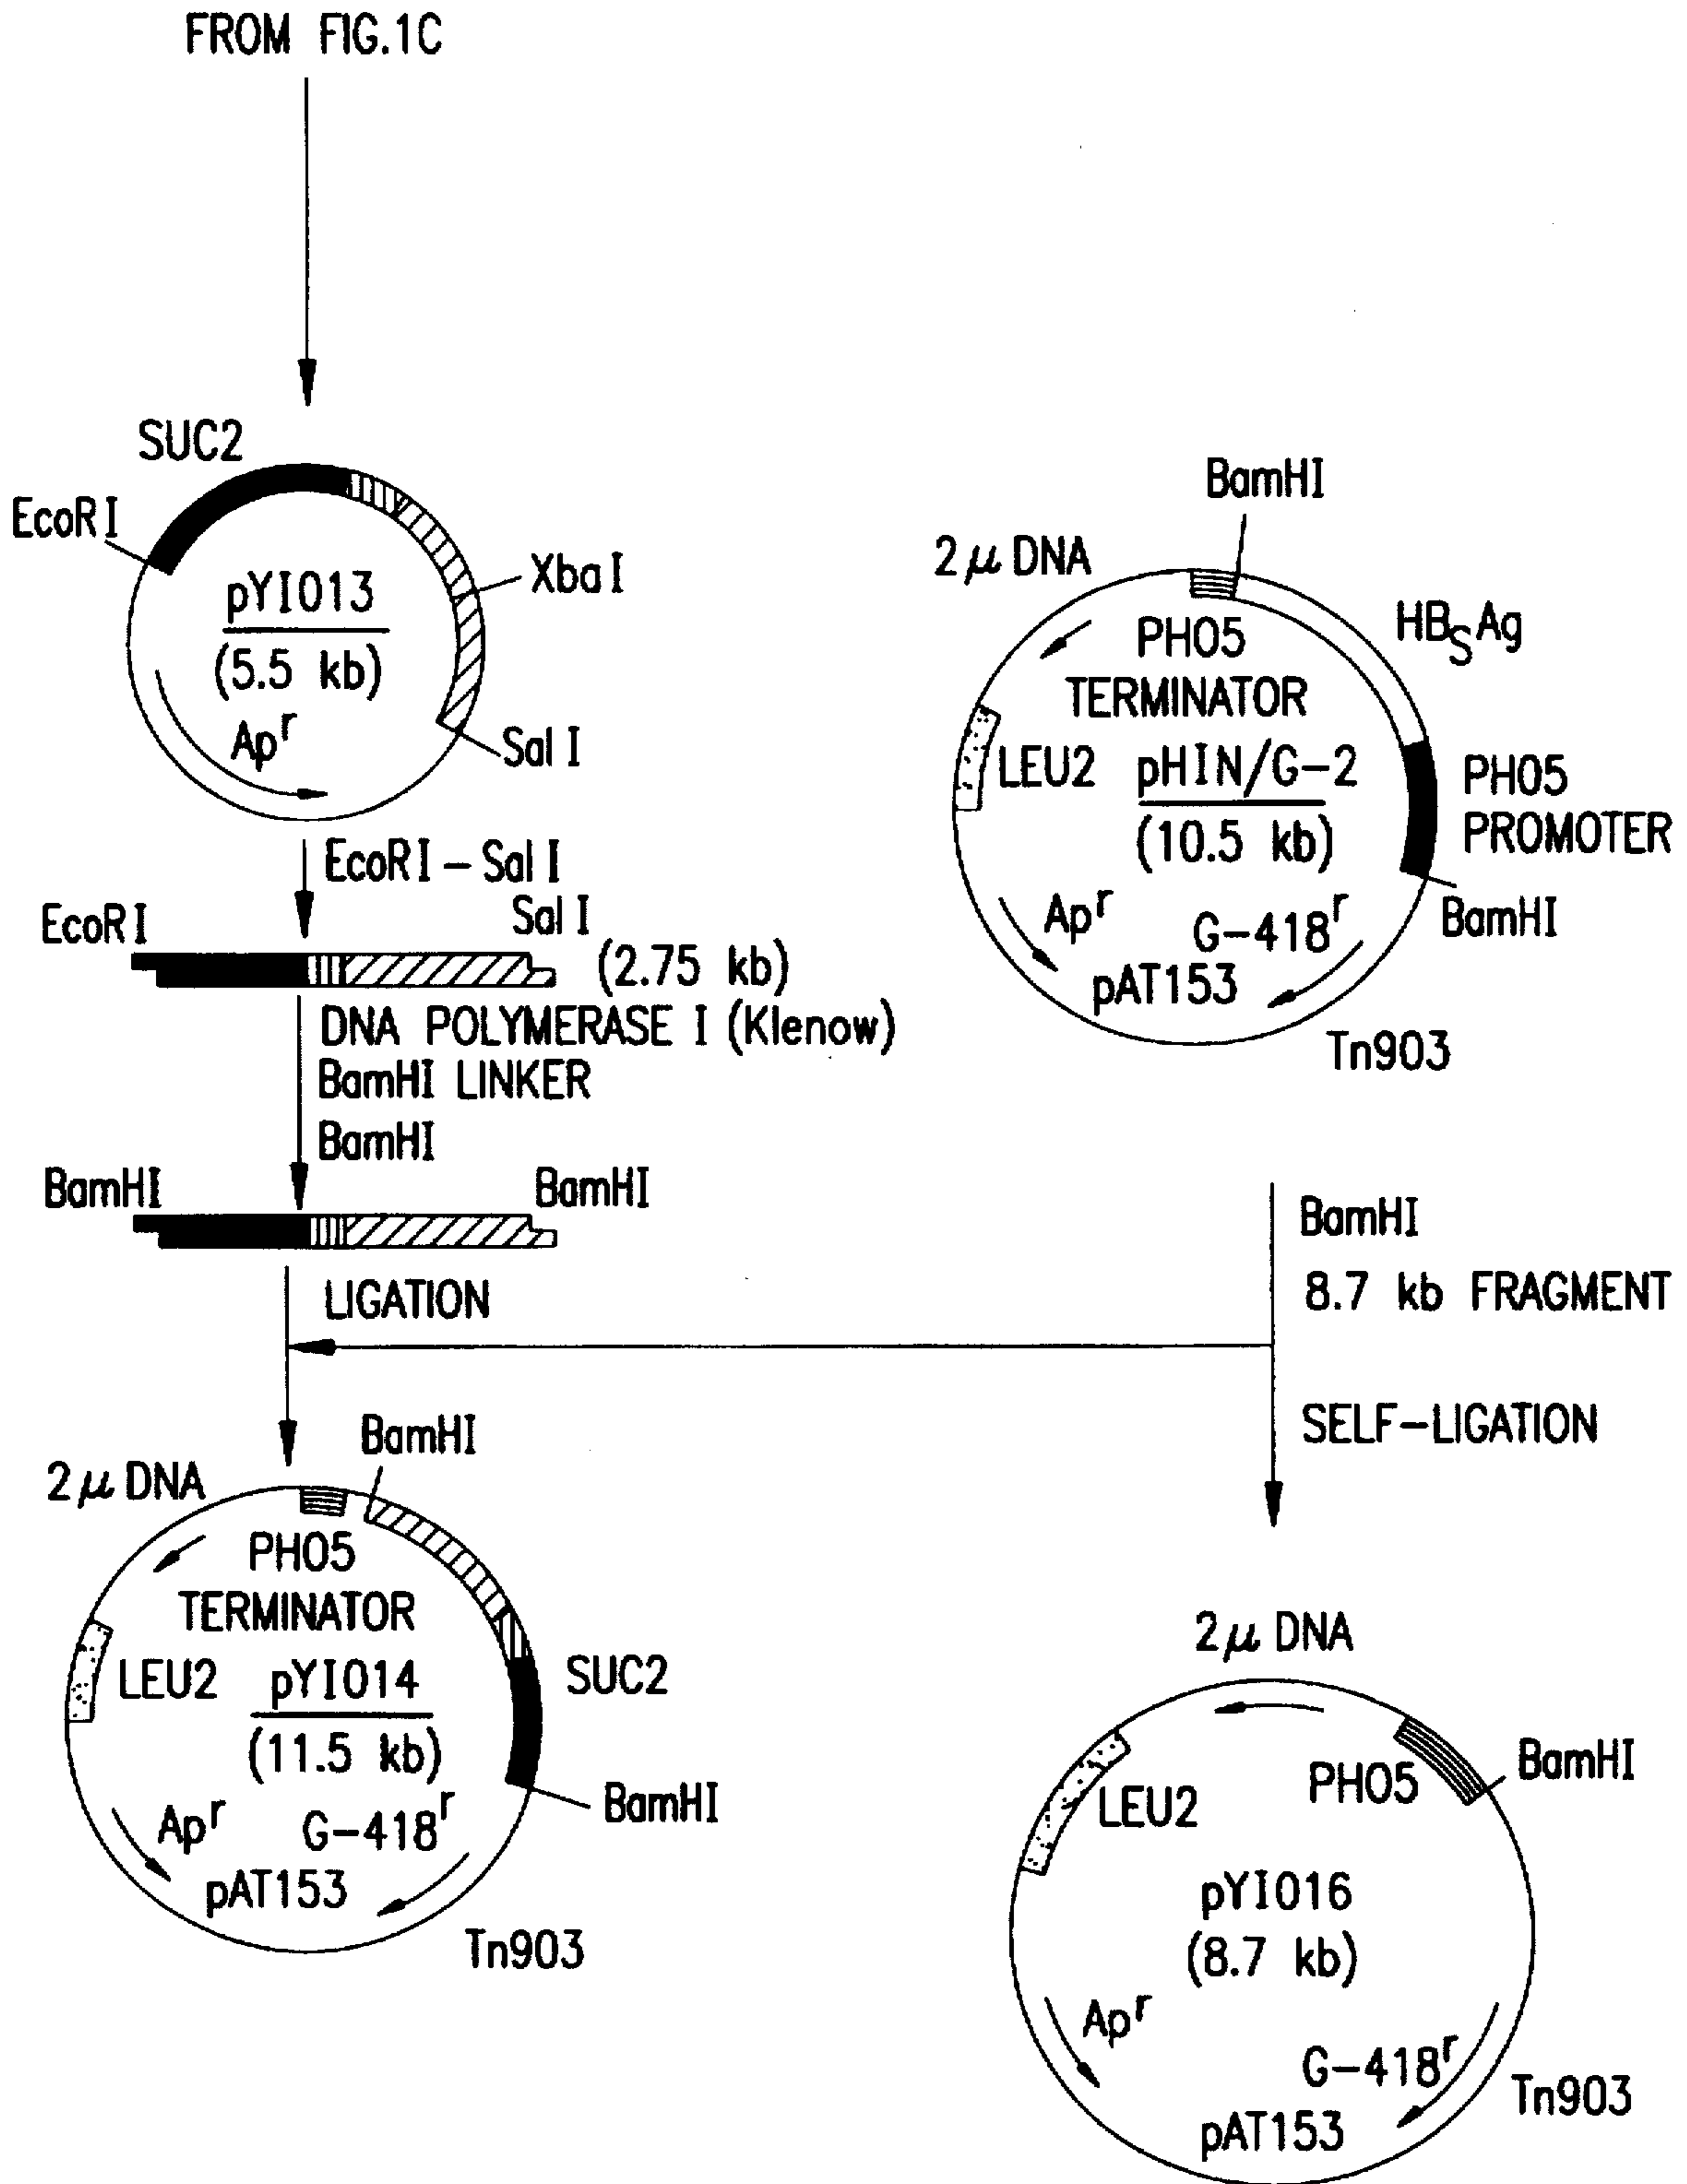 FROM FIG.1C
SUC2
EcoRI
XbaI
pYI013
(5.5 kb)
Apr
SalI
EcoRI-SalI
EcoRI
SalI
(2.75 kb)
DNA POLYMERASE I (Klenow)
BamHI LINKER
BamHI
BamHI
BamHI
LIGATION
BamHI
2μ DNA
HBSAg
PHO5
TERMINATOR
LEU2
pHIN/G-2
(10.5 kb)
PHO5
PROMOTER
BamHI
Apr
G-418r
pAT153
Tn903
BamHI
8.7 kb FRAGMENT
SELF-LIGATION
BamHI
2μ DNA
PHO5
TERMINATOR
LEU2
pYI014
(11.5 kb)
SUC2
BamHI
Apr
G-418r
pAT153
Tn903
2μ DNA
BamHI
PHO5
LEU2
pYI016
(8.7 kb)
Apr
G-418r
Tn903
pAT153